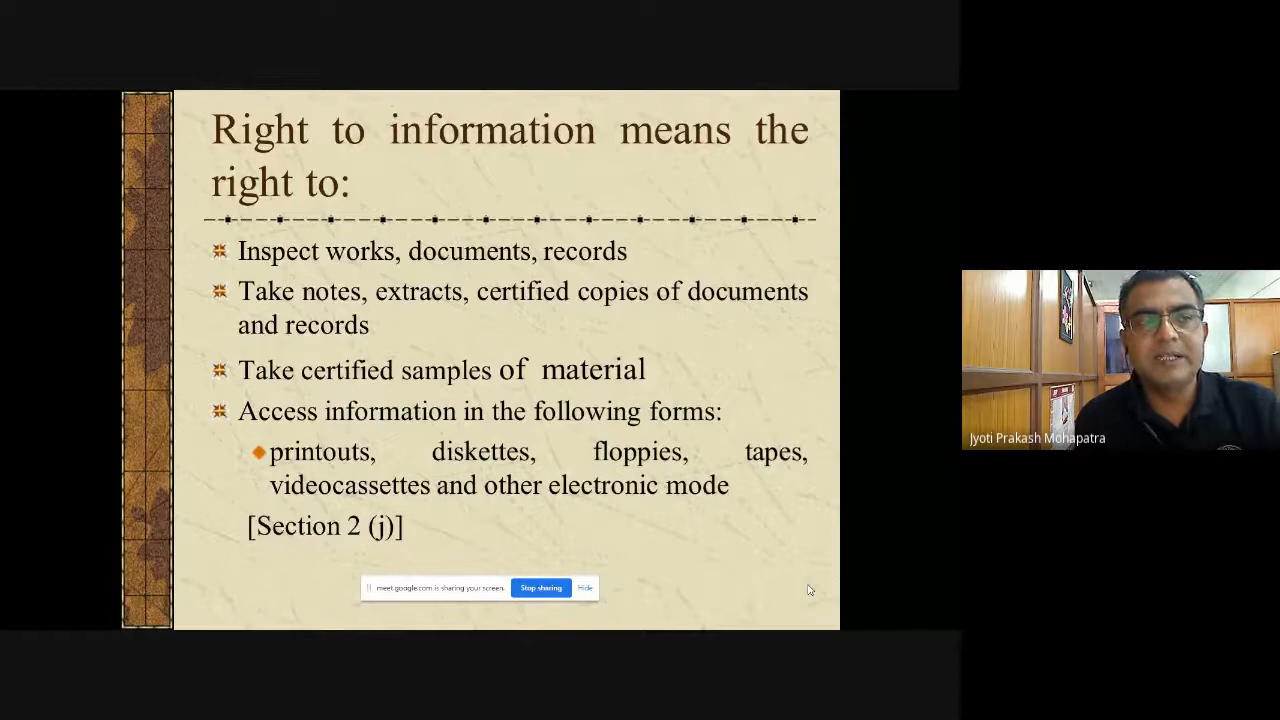 Right to information means the
right to:
Inspect works, documents, records
Take notes, extracts, certified copies of documents
and records
Take certified samples of material
Access information in the following forms:
printouts, diskettes, floppies, tapes,
videocassettes and other electronic mode
[Section 2 (j)]
meet.google.com is sharing your screen. Stop sharing Hide
Jyoti Prakash Mohapatra